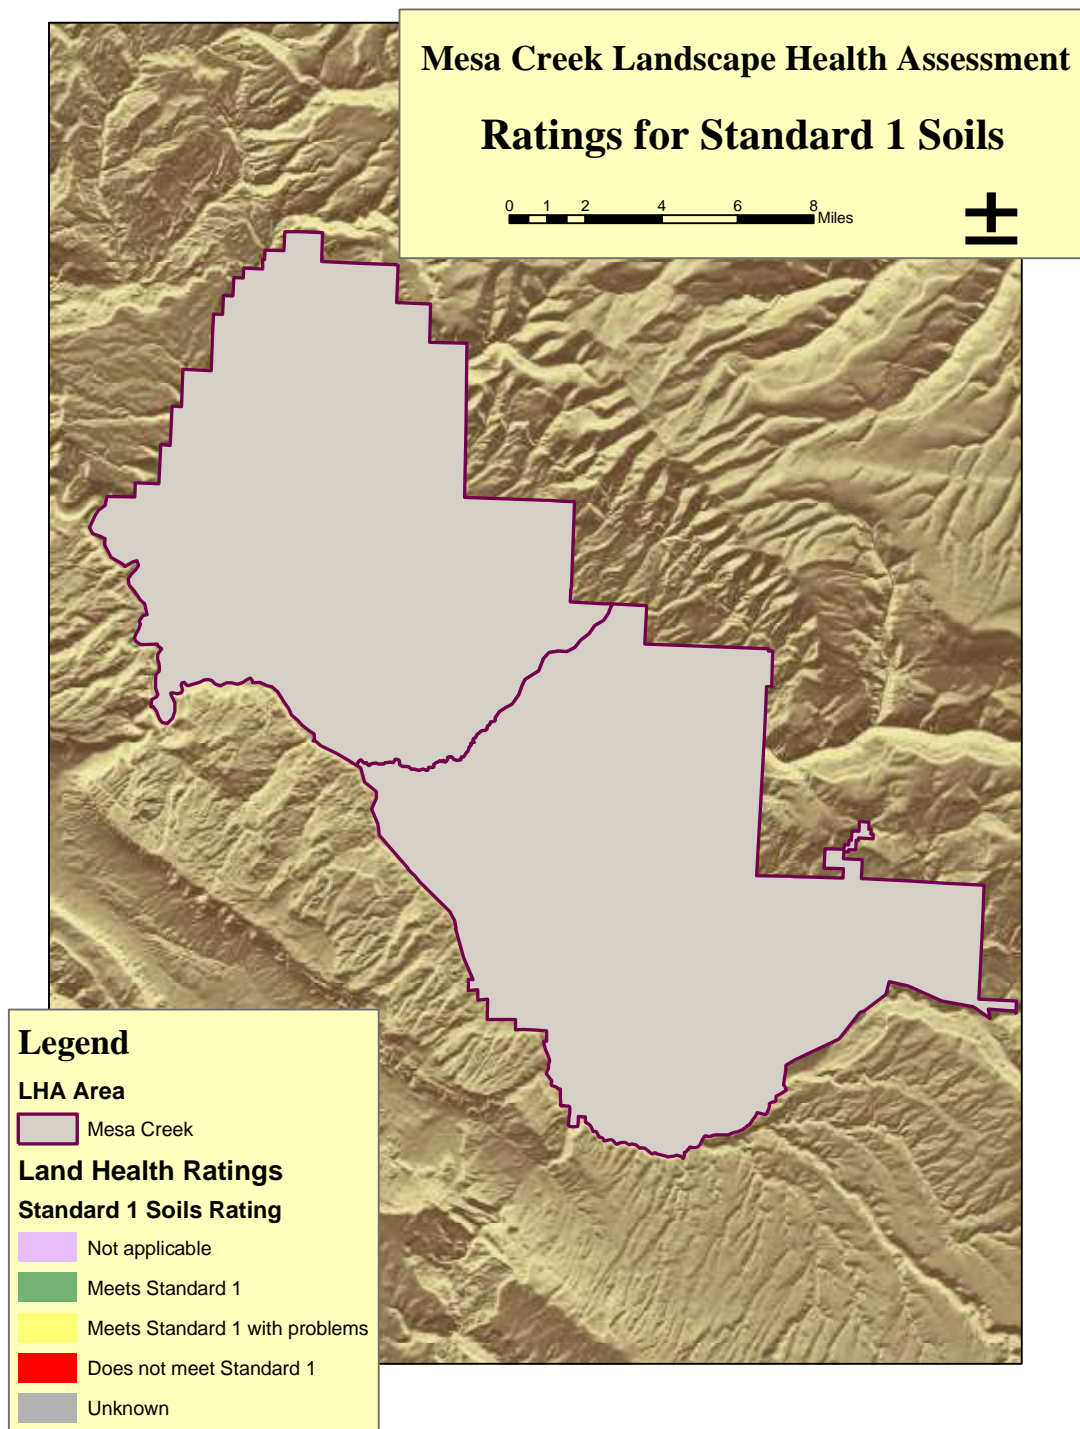 Mesa Creek Landscape Health Assessment
Ratings for Standard 1 Soils
0 1 2 4 6 8
Miles
Legend
LHA Area
Mesa Creek
Land Health Ratings
Standard 1 Soils Rating
Not applicable
Meets Standard 1
Meets Standard 1 with problems
Does not meet Standard 1
Unknown